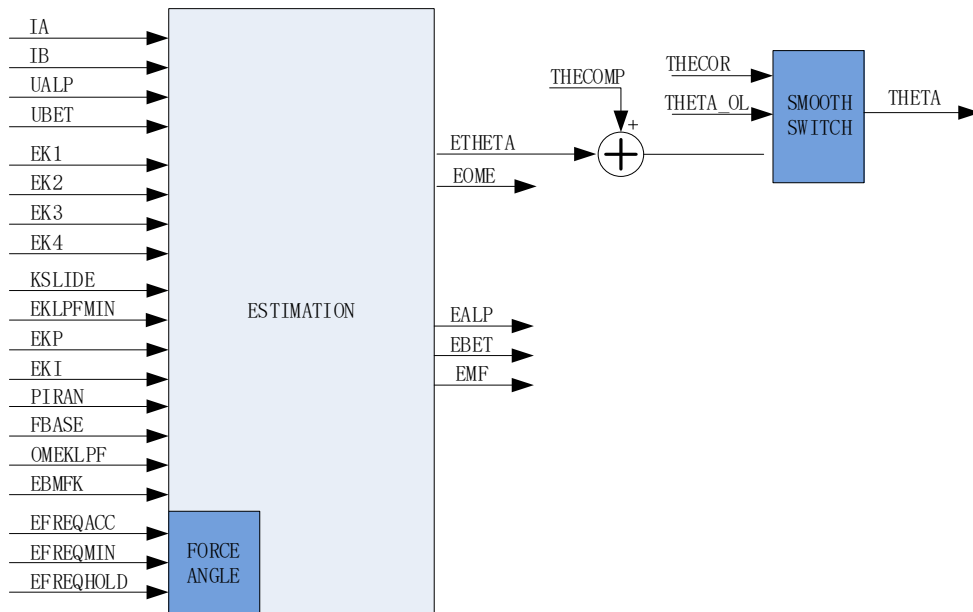 IA
IB
UALP
UBET
EK1
EK2
EK3
EK4
KSLIDE
EKLPFMIN
EKP
EKI
PIRAN
FBASE
OMEKLPF
EBMFK
EFREQACC
EFREQMIN
EFREQHOLD
FORCE
ANGLE
ESTIMATION
ETHETA
EOME
EALP
EBET
EMF
THECOMP
+
THECOR
THETA_OL
SMOOTH
SWITCH
THETA